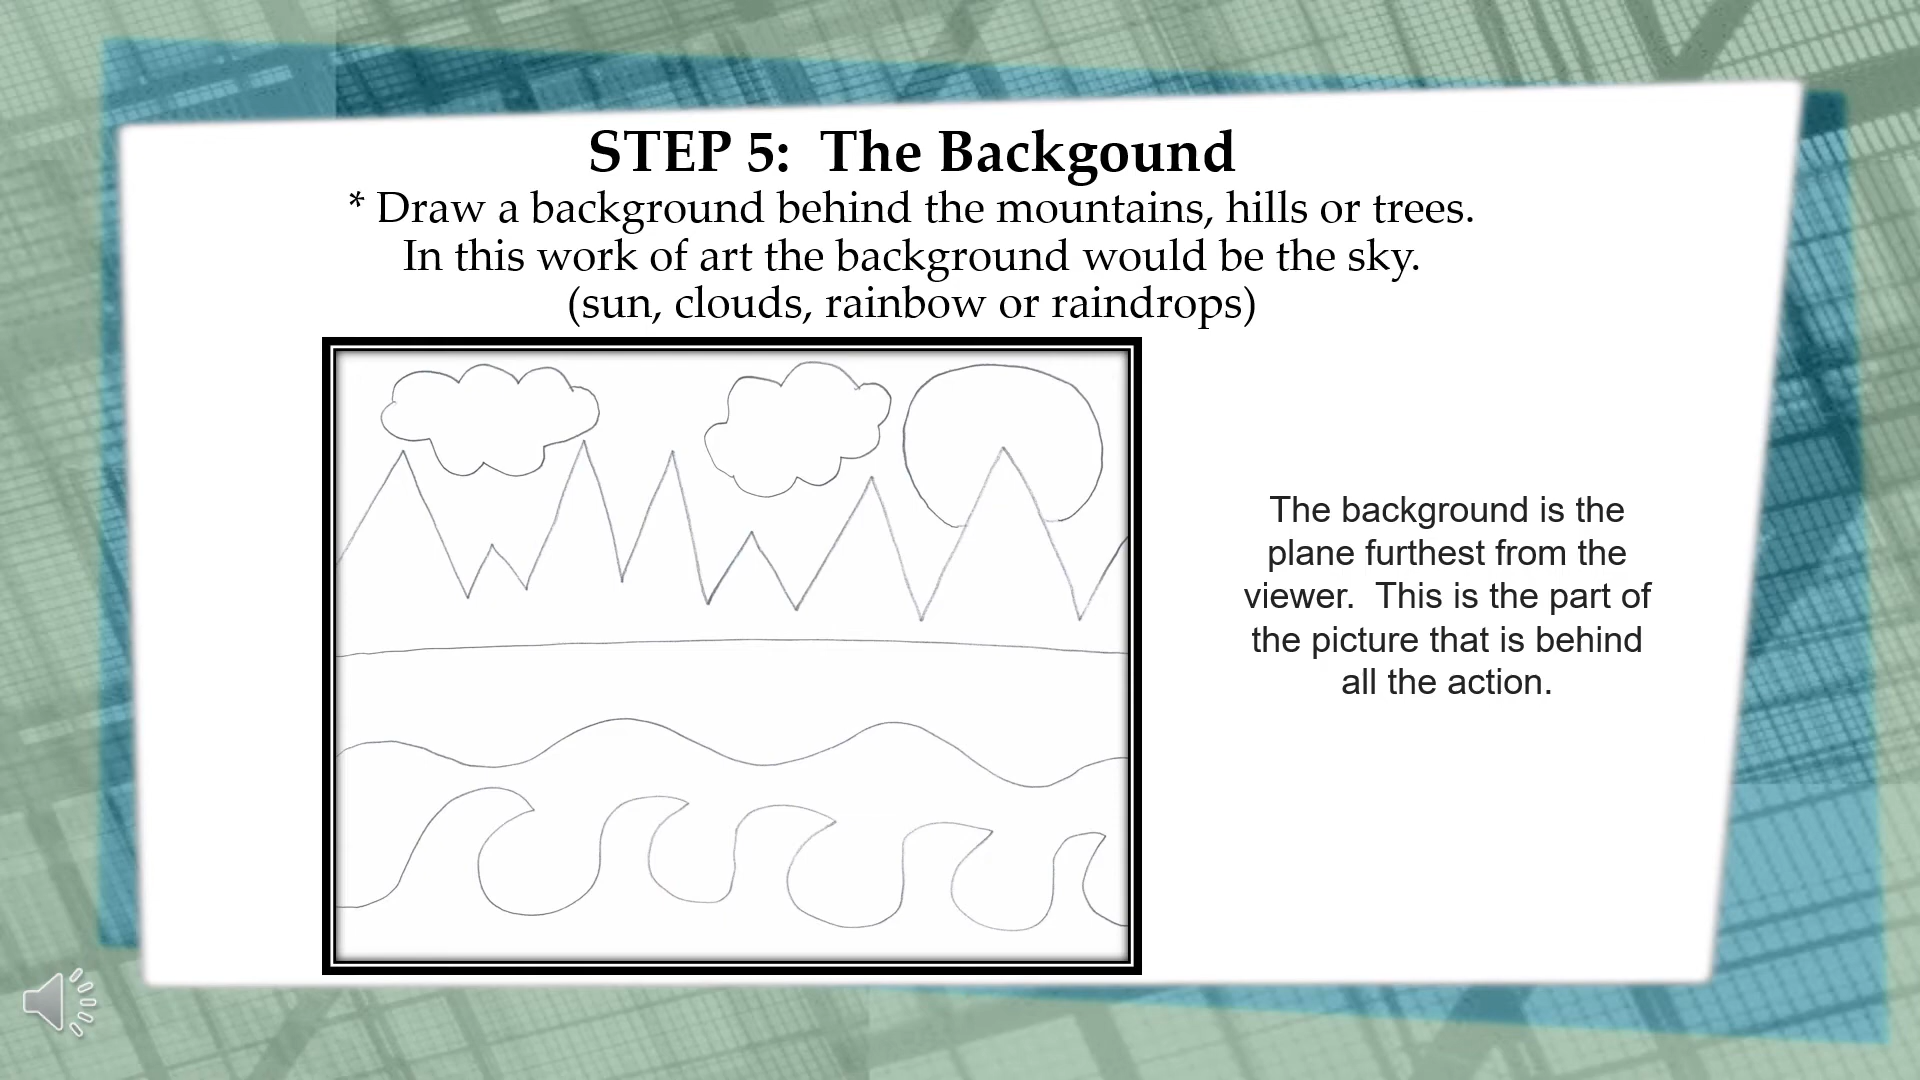 STEP 5:  The Backgound
* Draw a background behind the mountains, hills or trees.
In this work of art the background would be the sky.
(sun, clouds, rainbow or raindrops)
The background is the
plane furthest from the
viewer.  This is the part of
the picture that is behind
all the action.